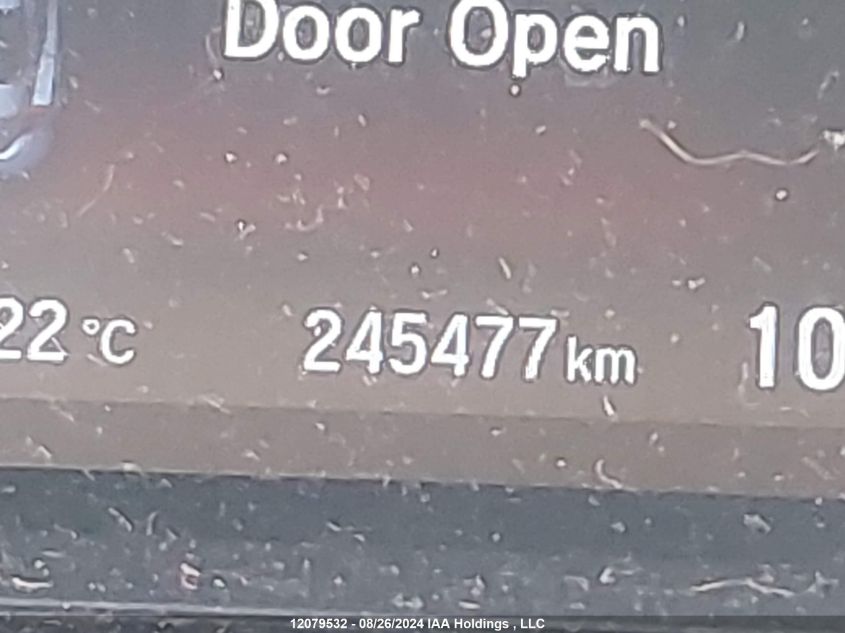 Door Open
22 °C 245477 km 10
12079532 - 08/26/2024 IAA Holdings , LLC